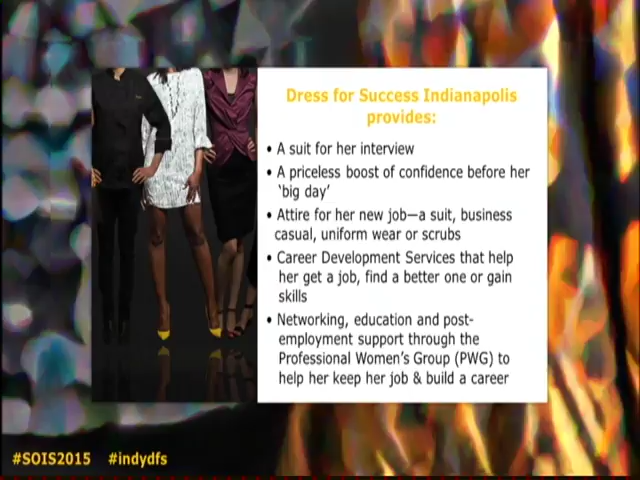 Dress for Success Indianapolis
provides:
• A suit for her interview
• A priceless boost of confidence before her
'big day'
• Attire for her new job—a suit, business
casual, uniform wear or scrubs
• Career Development Services that help
her get a job, find a better one or gain
skills
• Networking, education and post-
employment support through the
Professional Women's Group (PWG) to
help her keep her job & build a career
#SOIS2015 #indydfs